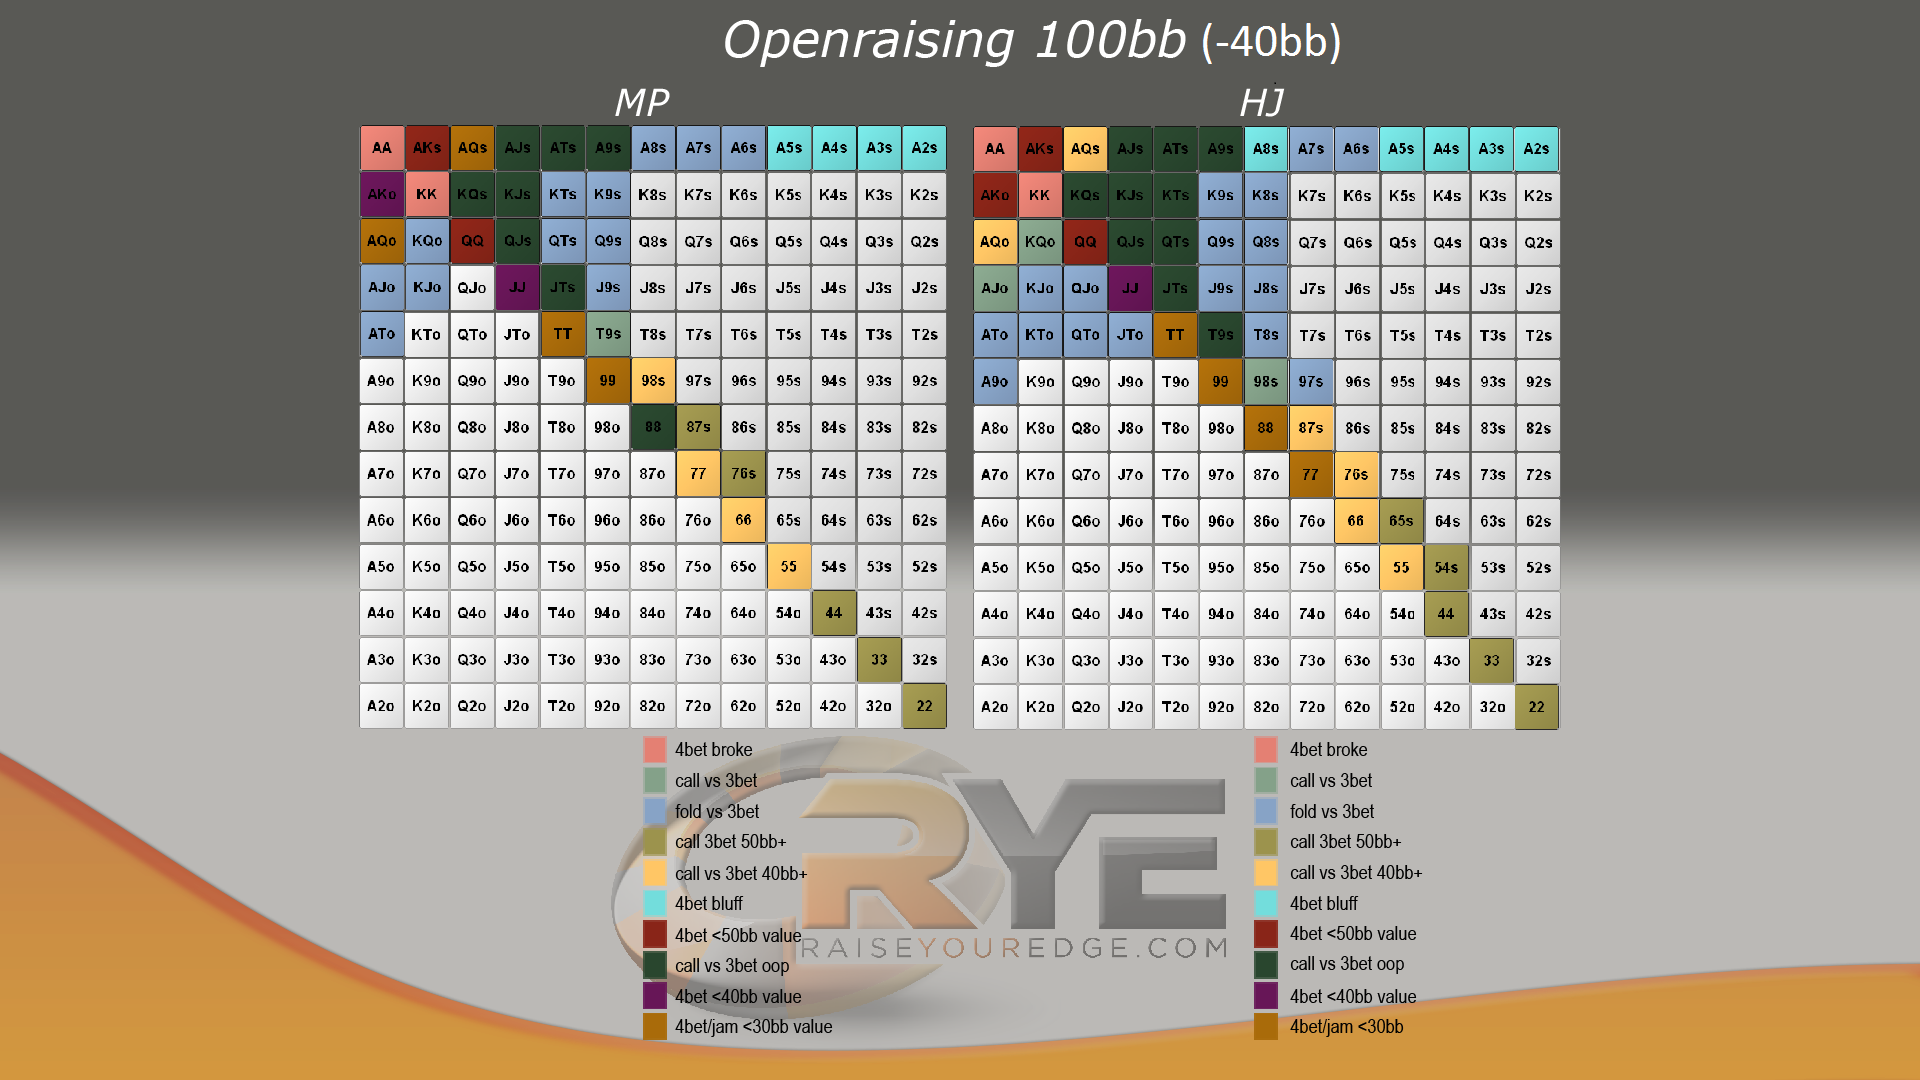 Openraising 100bb (-40bb)
MP
AA AKs AQs AJs ATs A9s A8s A7s A6s A5s A4s A3s A2s
AKo KK KQs KJs KTs K9s K8s K7s K6s K5s K4s K3s K2s
AQo KQo QQ QJs QTs Q9s Q8s Q7s Q6s Q5s Q4s Q3s Q2s
AJo KJo QJo JJ JTs J9s J8s J7s J6s J5s J4s J3s J2s
ATo KTo QTo JTo TT T9s T8s T7s T6s T5s T4s T3s T2s
A9o K9o Q9o J9o T9o 99 98s 97s 96s 95s 94s 93s 92s
A8o K8o Q8o J8o T8o 98o 88 87s 86s 85s 84s 83s 82s
A7o K7o Q7o J7o T7o 97o 87o 77 76s 75s 74s 73s 72s
A6o K6o Q6o J6o T6o 96o 86o 76o 66 65s 64s 63s 62s
A5o K5o Q5o J5o T5o 95o 85o 75o 65o 55 54s 53s 52s
A4o K4o Q4o J4o T4o 94o 84o 74o 64o 54o 44 43s 42s
A3o K3o Q3o J3o T3o 93o 83o 73o 63o 53o 43o 33 32s
A2o K2o Q2o J2o T2o 92o 82o 72o 62o 52o 42o 32o 22
4bet broke
call vs 3bet
fold vs 3bet
call 3bet 50bb+
call vs 3bet 40bb+
4bet bluff
4bet <50bb value
call vs 3bet oop
4bet <40bb value
4bet/jam <30bb value
HJ
AA AKs AQs AJs ATs A9s A8s A7s A6s A5s A4s A3s A2s
AKo KK KQs KJs KTs K9s K8s K7s K6s K5s K4s K3s K2s
AQo KQo QQ QJs QTs Q9s Q8s Q7s Q6s Q5s Q4s Q3s Q2s
AJo KJo QJo JJ JTs J9s J8s J7s J6s J5s J4s J3s J2s
ATo KTo QTo JTo TT T9s T8s T7s T6s T5s T4s T3s T2s
A9o K9o Q9o J9o T9o 99 98s 97s 96s 95s 94s 93s 92s
A8o K8o Q8o J8o T8o 98o 88 87s 86s 85s 84s 83s 82s
A7o K7o Q7o J7o T7o 97o 87o 77 76s 75s 74s 73s 72s
A6o K6o Q6o J6o T6o 96o 86o 76o 66 65s 64s 63s 62s
A5o K5o Q5o J5o T5o 95o 85o 75o 65o 55 54s 53s 52s
A4o K4o Q4o J4o T4o 94o 84o 74o 64o 54o 44 43s 42s
A3o K3o Q3o J3o T3o 93o 83o 73o 63o 53o 43o 33 32s
A2o K2o Q2o J2o T2o 92o 82o 72o 62o 52o 42o 32o 22
4bet broke
call vs 3bet
fold vs 3bet
call 3bet 50bb+
call vs 3bet 40bb+
4bet bluff
4bet <50bb value
call vs 3bet oop
4bet <40bb value
4bet/jam <30bb
RYE
RAISEYOUREDGE.COM